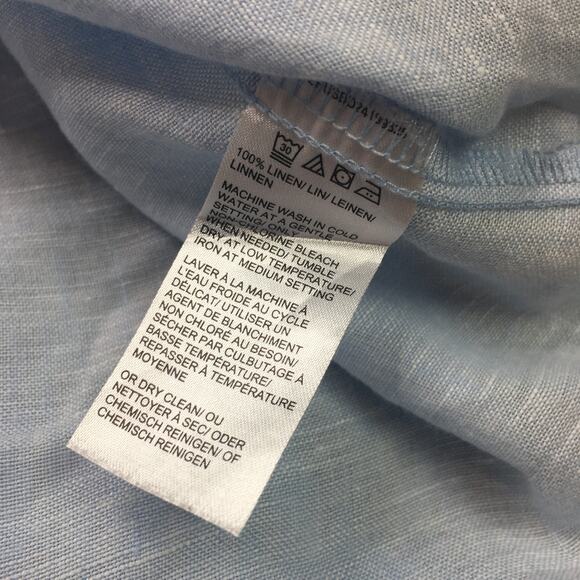 30
100% LINEN/ LIN/ LEINEN/
LINNEN
MACHINE WASH IN COLD
WATER AT A GENTLE
SETTING/ ONLY
NON-CHLORINE BLEACH
WHEN NEEDED/ TUMBLE
DRY AT LOW TEMPERATURE/
IRON AT MEDIUM SETTING
LAVER À LA MACHINE À
L'EAU FROIDE AU CYCLE
DÉLICAT/ UTILISER UN
AGENT DE BLANCHIMENT
NON CHLORÉ AU BESOIN/
SÉCHER PAR CULBUTAGE À
BASSE TEMPÉRATURE/
REPASSER À TEMPÉRATURE
MOYENNE
OR DRY CLEAN/ OU
NETTOYER À SEC/ ODER
CHEMISCH REINIGEN/ OF
CHEMISCH REINIGEN